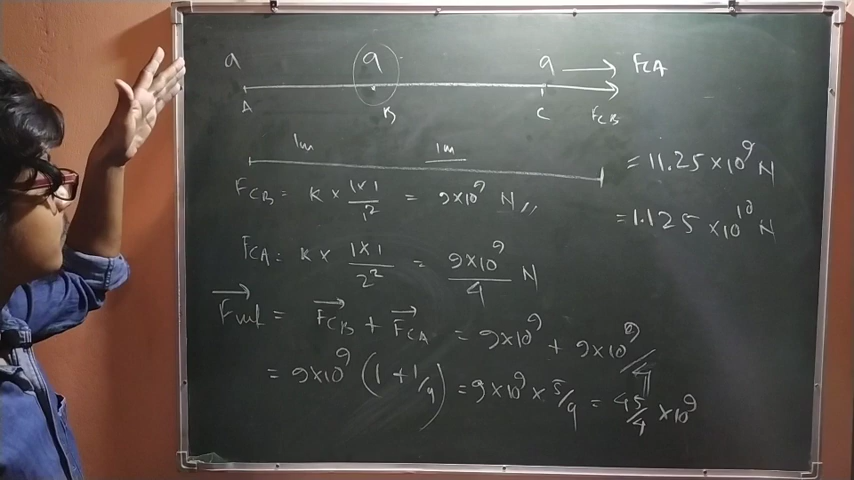 q q q → FCA
A B C FCB
1m 1m
FCB = K × 1×1/1² = 9×10⁹ N,,
= 11.25 × 10⁹ N
= 1.125 × 10¹⁰ N
FCA = K × 1×1/2² = 9×10⁹/4 N
Fnet = FCB + FCA = 9×10⁹ + 9×10⁹/4
= 9×10⁹ (1 + 1/4) = 9×10⁹ × 5/4 = 45/4 × 10⁹